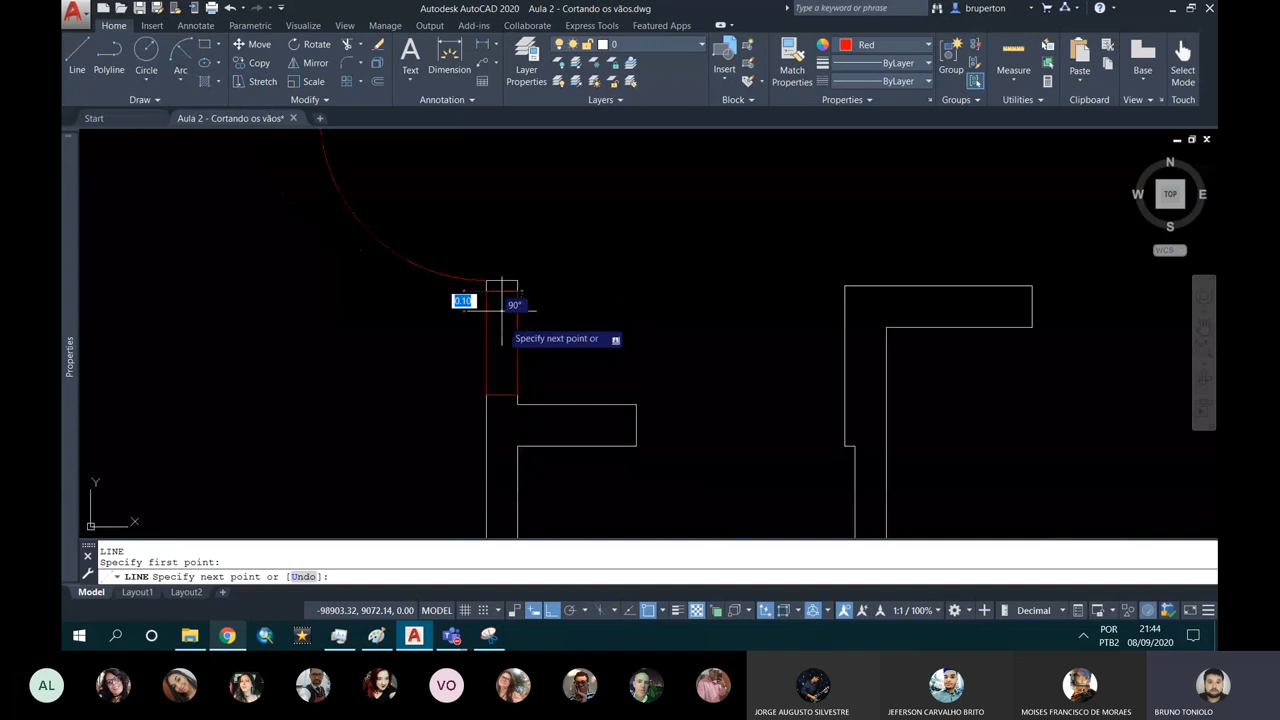 Autodesk AutoCAD 2020   Aula 2 - Cortando os vãos.dwg
Type a keyword or phrase
bruperton
Home Insert Annotate Parametric View Manage Output Add-ins Collaborate Express Tools Featured Apps
Line Polyline Circle Arc
Move Rotate
Copy Mirror
Stretch Scale
Text Dimension
Layer Properties
0
Insert
Match Properties
Red
ByLayer
ByLayer
Group
Measure
Paste
Base
Select Mode
Draw Modify Annotation Layers Block Properties Groups Utilities Clipboard View Touch
Start Aula 2 - Cortando os vãos*
N
W TOP E
S
WCS
Properties
0.10
90°
Specify next point or
Y
X
LINE
Specify first point:
LINE Specify next point or [Undo]:
Model Layout1 Layout2
-98903.32, 9072.14, 0.00 MODEL 1:1 / 100% Decimal
POR
PTB2
21:44
08/09/2020
AL VO
JORGE AUGUSTO SILVESTRE
JEFERSON CARVALHO BRITO
MOISES FRANCISCO DE MORAES
BRUNO TONIOLO